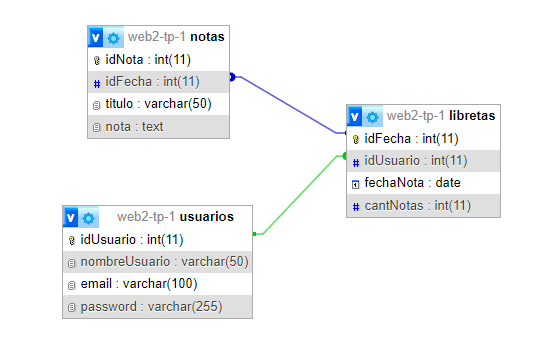 web2-tp-1 notas
idNota : int(11)
idFecha : int(11)
titulo : varchar(50)
nota : text
web2-tp-1 libretas
idFecha : int(11)
idUsuario : int(11)
fechaNota : date
cantNotas : int(11)
web2-tp-1 usuarios
idUsuario : int(11)
nombreUsuario : varchar(50)
email : varchar(100)
password : varchar(255)